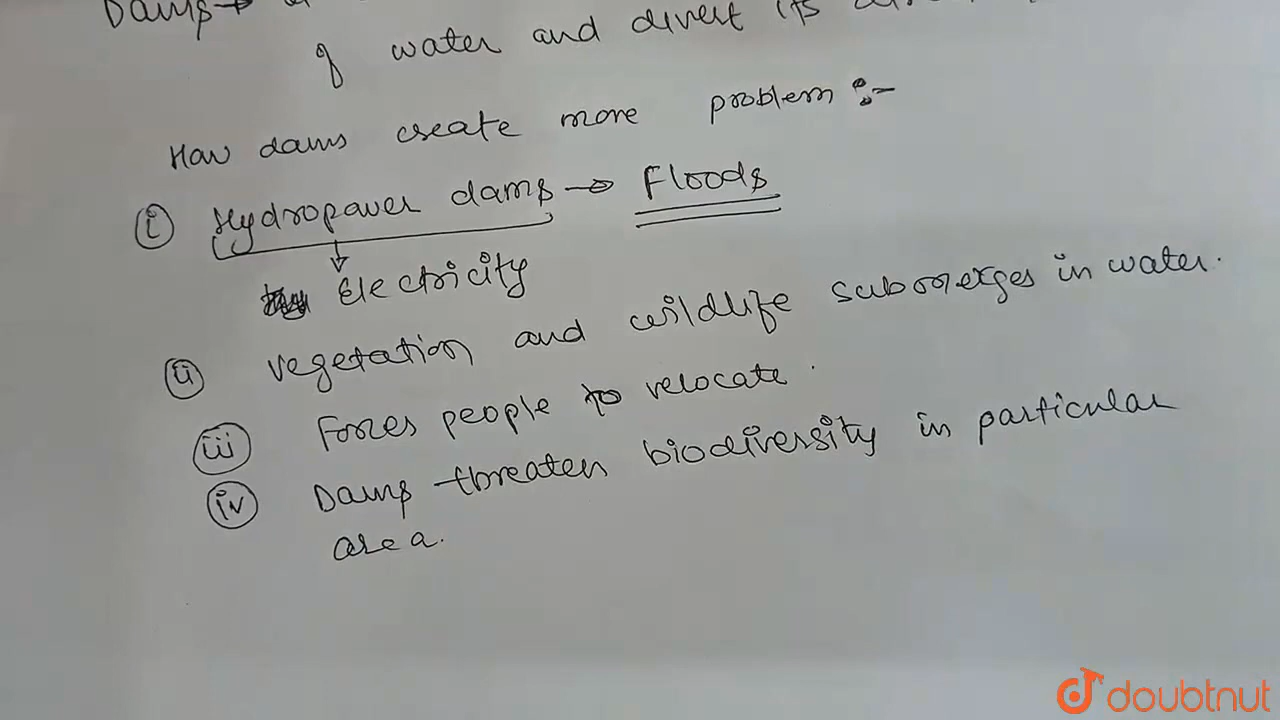 Dams →
of water and divert its
How dams create more problem :-
(i) Hydropower dams → Floods
Electricity
(ii) vegetation and wildlife submerges in water.
(iii) Forces people to relocate.
(iv) Dams threaten biodiversity in particular
area.
doubtnut